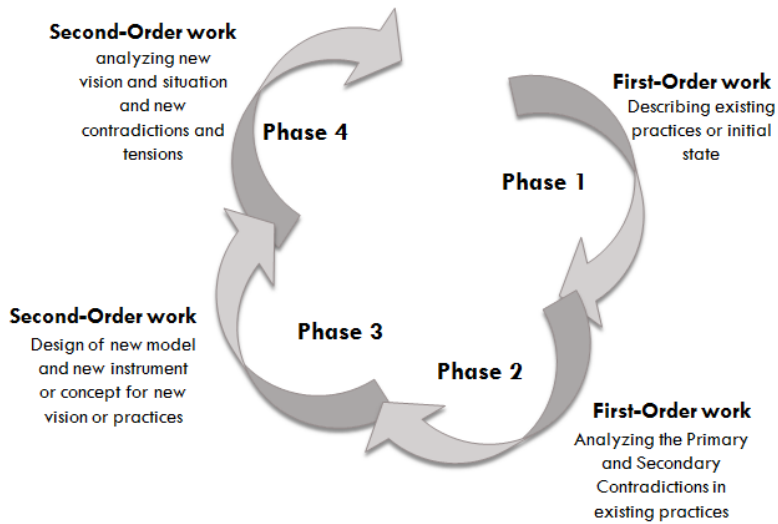 First-Order work
Describing existing
practices or initial
state
Phase 1
First-Order work
Analyzing the Primary
and Secondary
Contradictions in
existing practices
Phase 2
Second-Order work
Design of new model
and new instrument
or concept for new
vision or practices
Phase 3
Second-Order work
analyzing new
vision and situation
and new
contradictions and
tensions
Phase 4